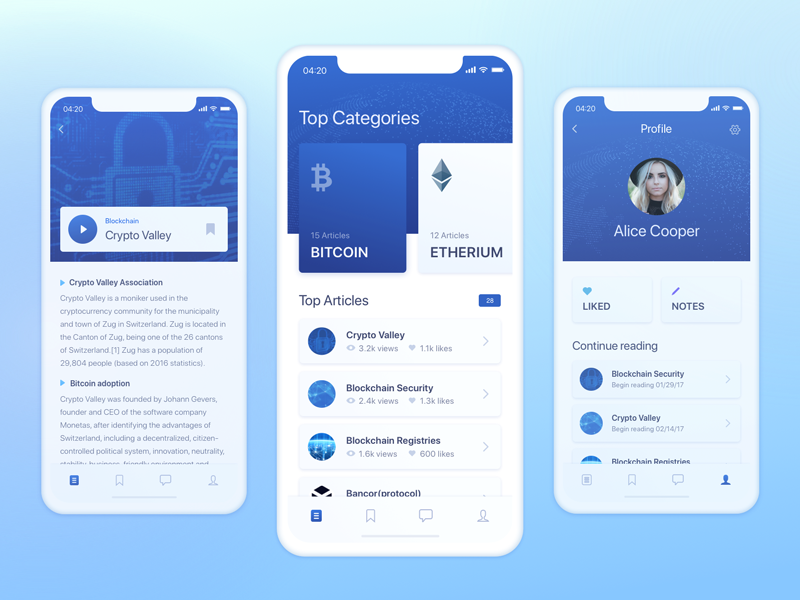 04:20
Blockchain
Crypto Valley
Crypto Valley Association
Crypto Valley is a moniker used in the
cryptocurrency community for the municipality
and town of Zug in Switzerland. Zug is located in
the Canton of Zug, being one of the 26 cantons
of Switzerland.[1] Zug has a population of
29,804 people (based on 2016 statistics).
Bitcoin adoption
Crypto Valley was founded by Johann Gevers,
founder and CEO of the software company
Monetas, after identifying the advantages of
Switzerland, including a decentralized, citizen-
controlled political system, innovation, neutrality,
stability, business-friendly environment and
04:20
Top Categories
15 Articles
BITCOIN
12 Articles
ETHERIUM
Top Articles
28
Crypto Valley
3.2k views 1.1k likes
Blockchain Security
2.4k views 1.3k likes
Blockchain Registries
1.6k views 600 likes
Bancor(protocol)
04:20
Profile
Alice Cooper
LIKED
NOTES
Continue reading
Blockchain Security
Begin reading 01/29/17
Crypto Valley
Begin reading 02/14/17
Blockchain Registries